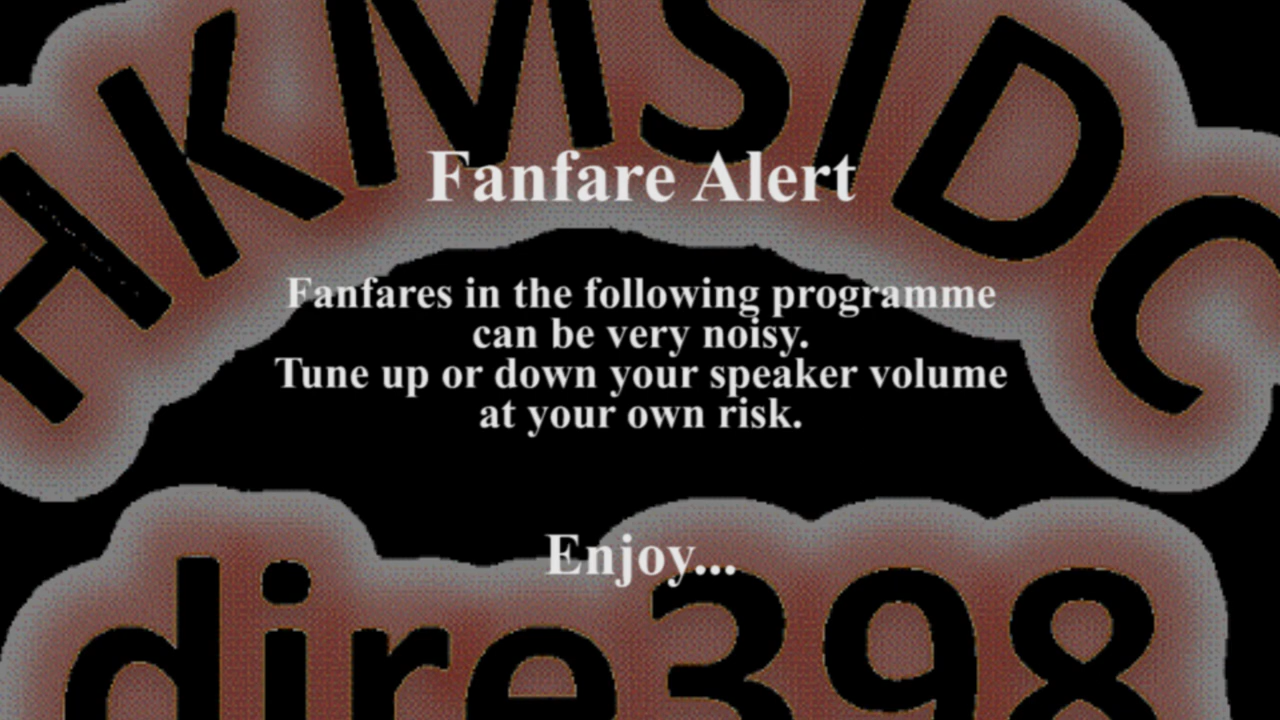 HKMSIDC
Fanfare Alert
Fanfares in the following programme
can be very noisy.
Tune up or down your speaker volume
at your own risk.
Enjoy...
dire398